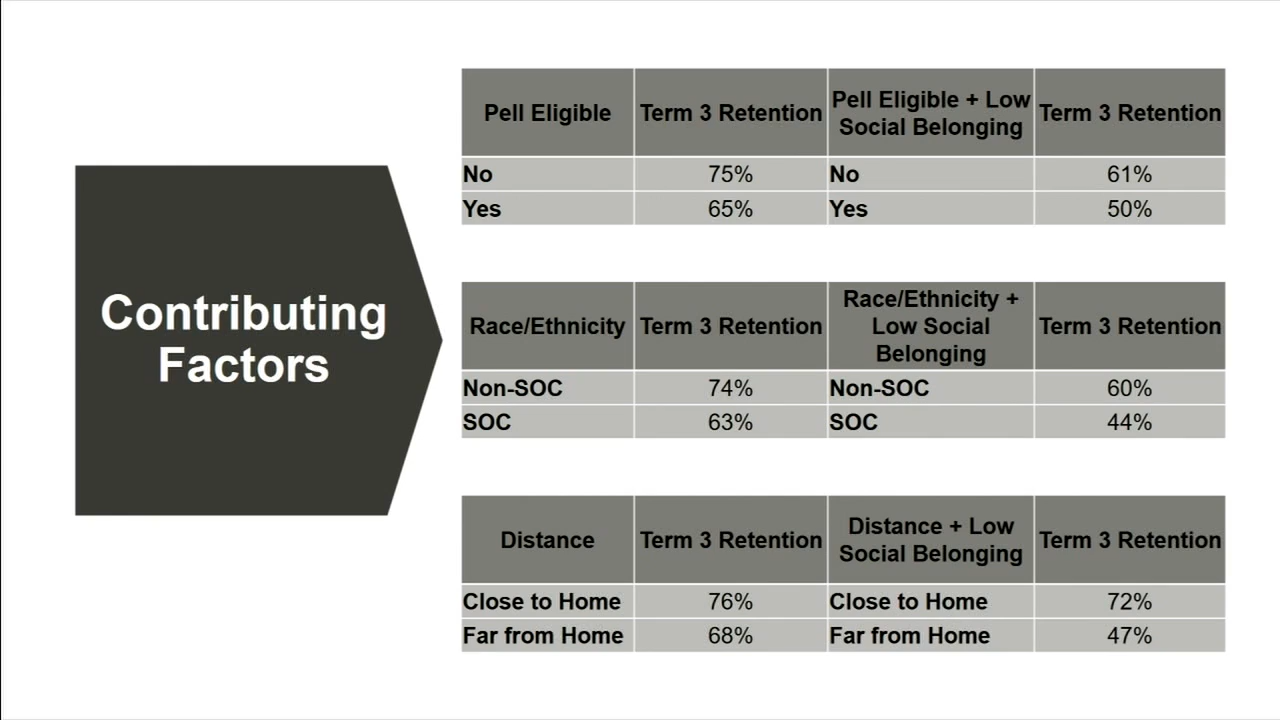 Contributing
Factors
Pell Eligible Term 3 Retention Pell Eligible + Low Social Belonging Term 3 Retention
No 75% No 61%
Yes 65% Yes 50%
Race/Ethnicity Term 3 Retention Race/Ethnicity + Low Social Belonging Term 3 Retention
Non-SOC 74% Non-SOC 60%
SOC 63% SOC 44%
Distance Term 3 Retention Distance + Low Social Belonging Term 3 Retention
Close to Home 76% Close to Home 72%
Far from Home 68% Far from Home 47%